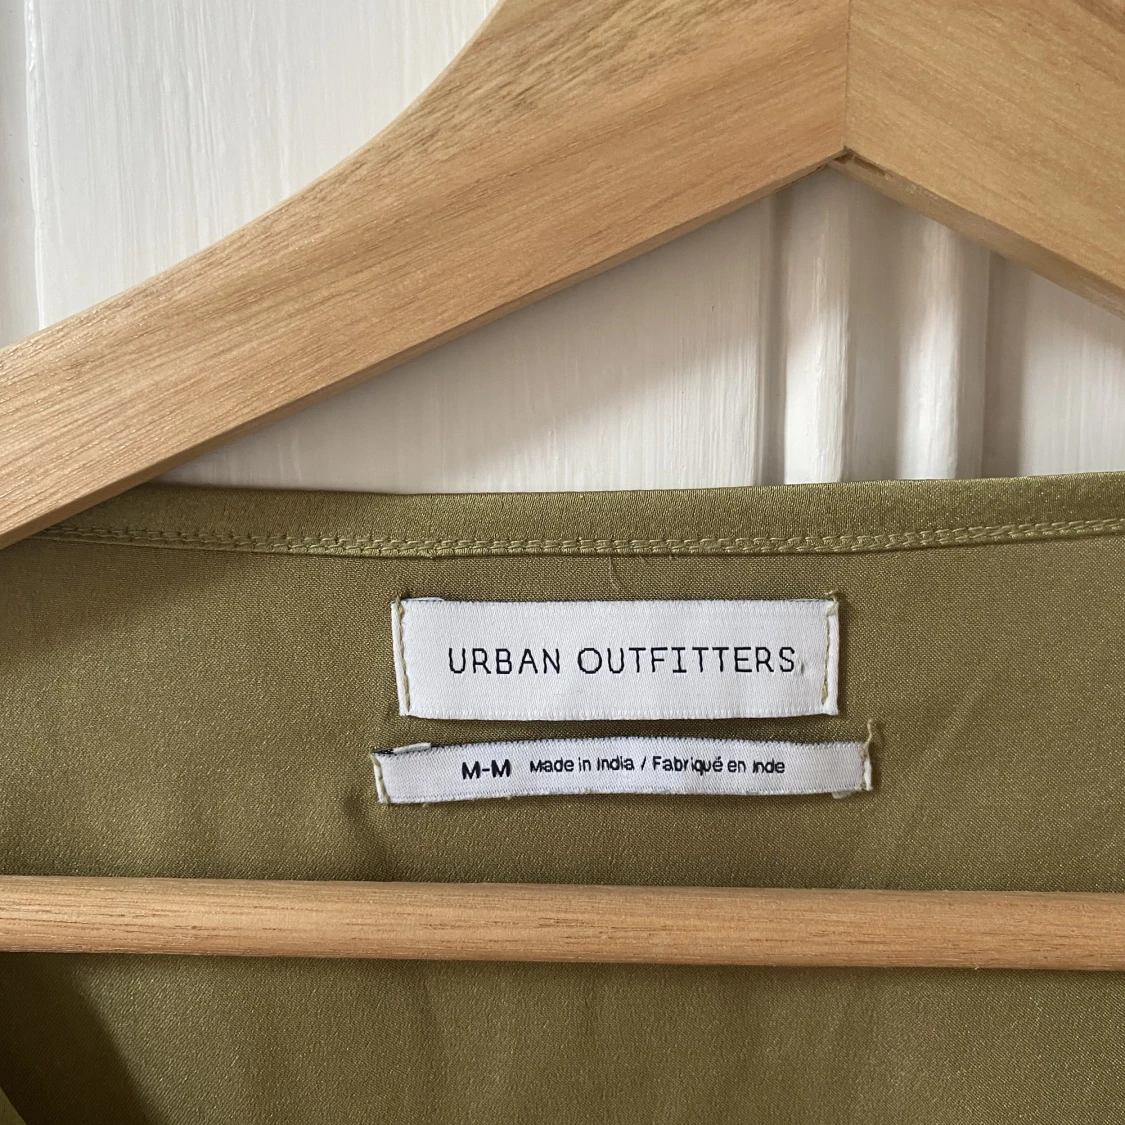 URBAN OUTFITTERS
M-M Made in India / Fabriqué en Inde